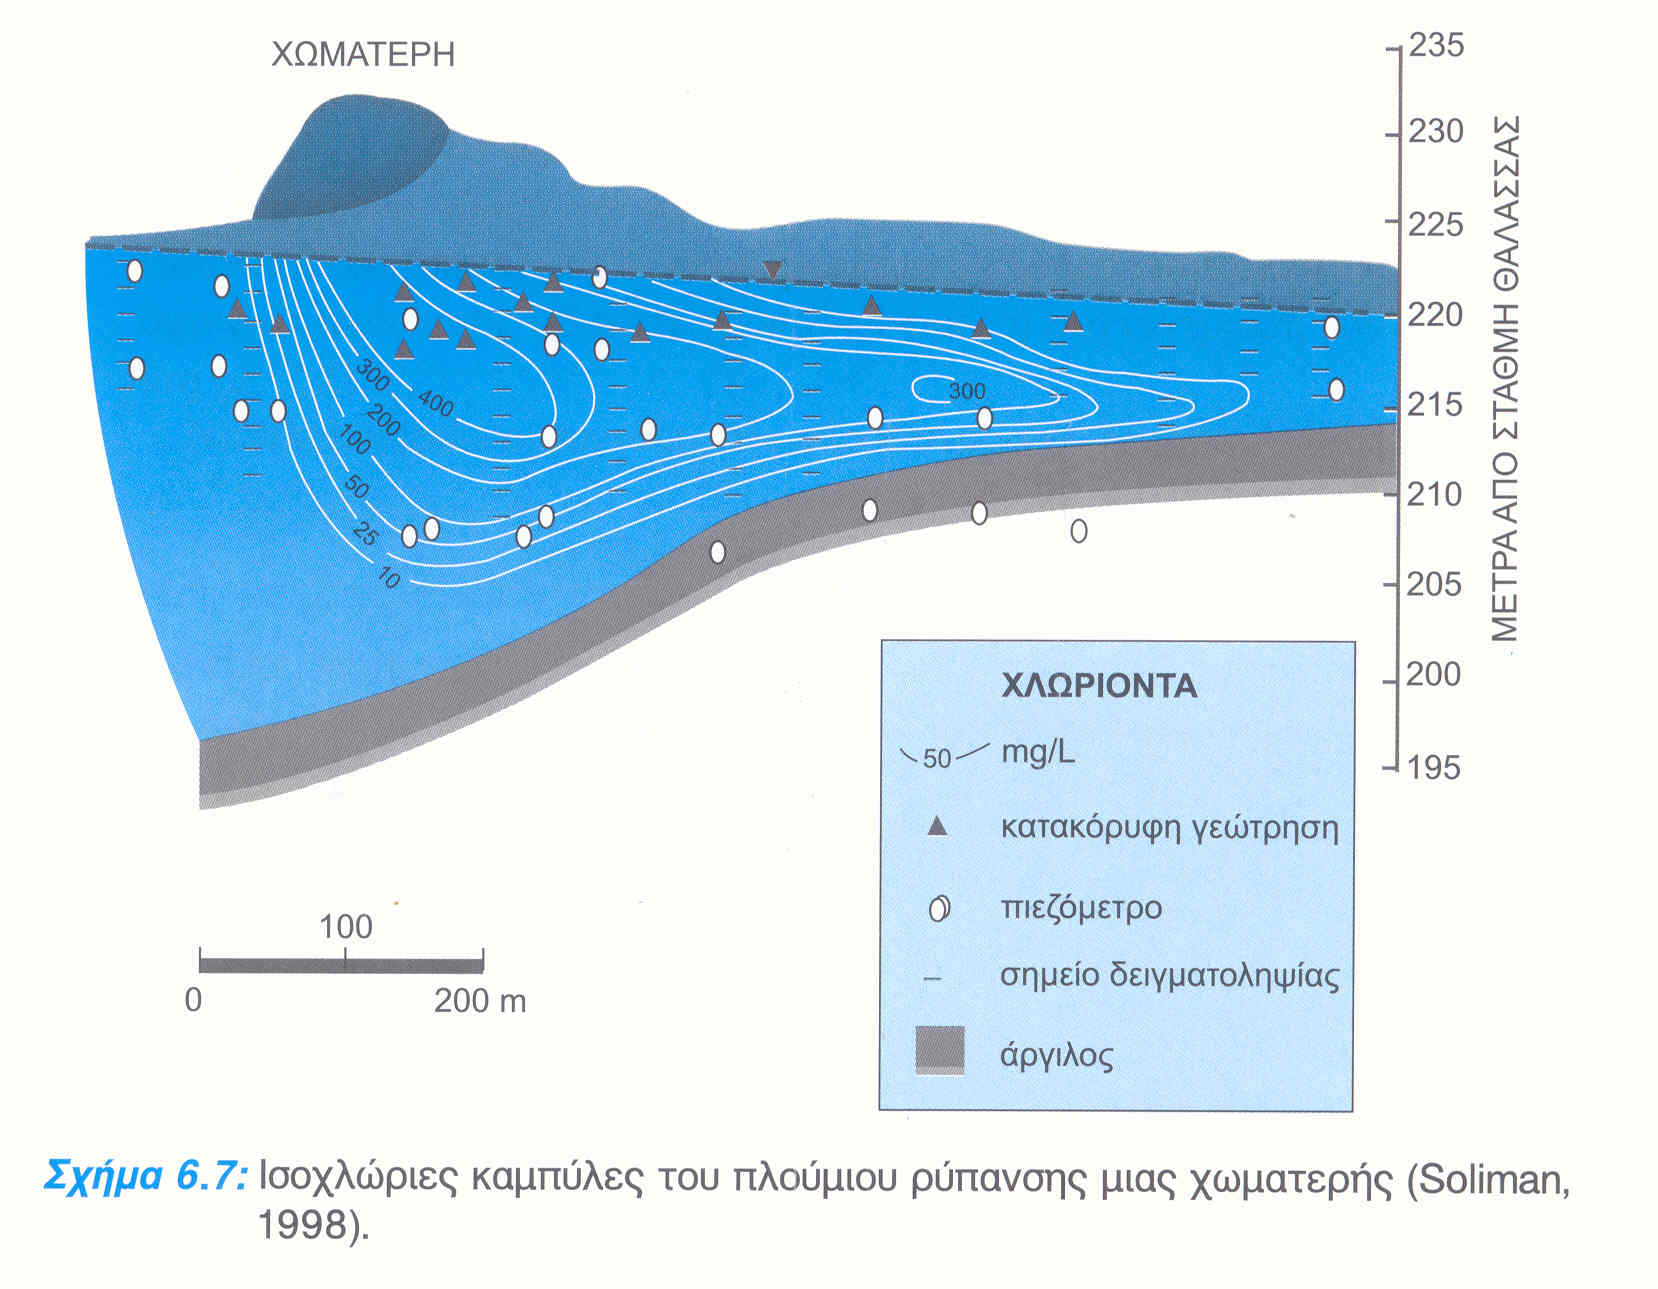 ΧΩΜΑΤΕΡΗ
235
230
225
220
215
210
205
200
195
ΜΕΤΡΑ ΑΠΟ ΣΤΑΘΜΗ ΘΑΛΑΣΣΑΣ
300
400
200
100
50
25
10
300
ΧΛΩΡΙΟΝΤΑ
50 mg/L
κατακόρυφη γεώτρηση
πιεζόμετρο
σημείο δειγματοληψίας
άργιλος
100
0 200 m
Σχήμα 6.7: Ισοχλώριες καμπύλες του πλούμιου ρύπανσης μιας χωματερής (Soliman,
1998).